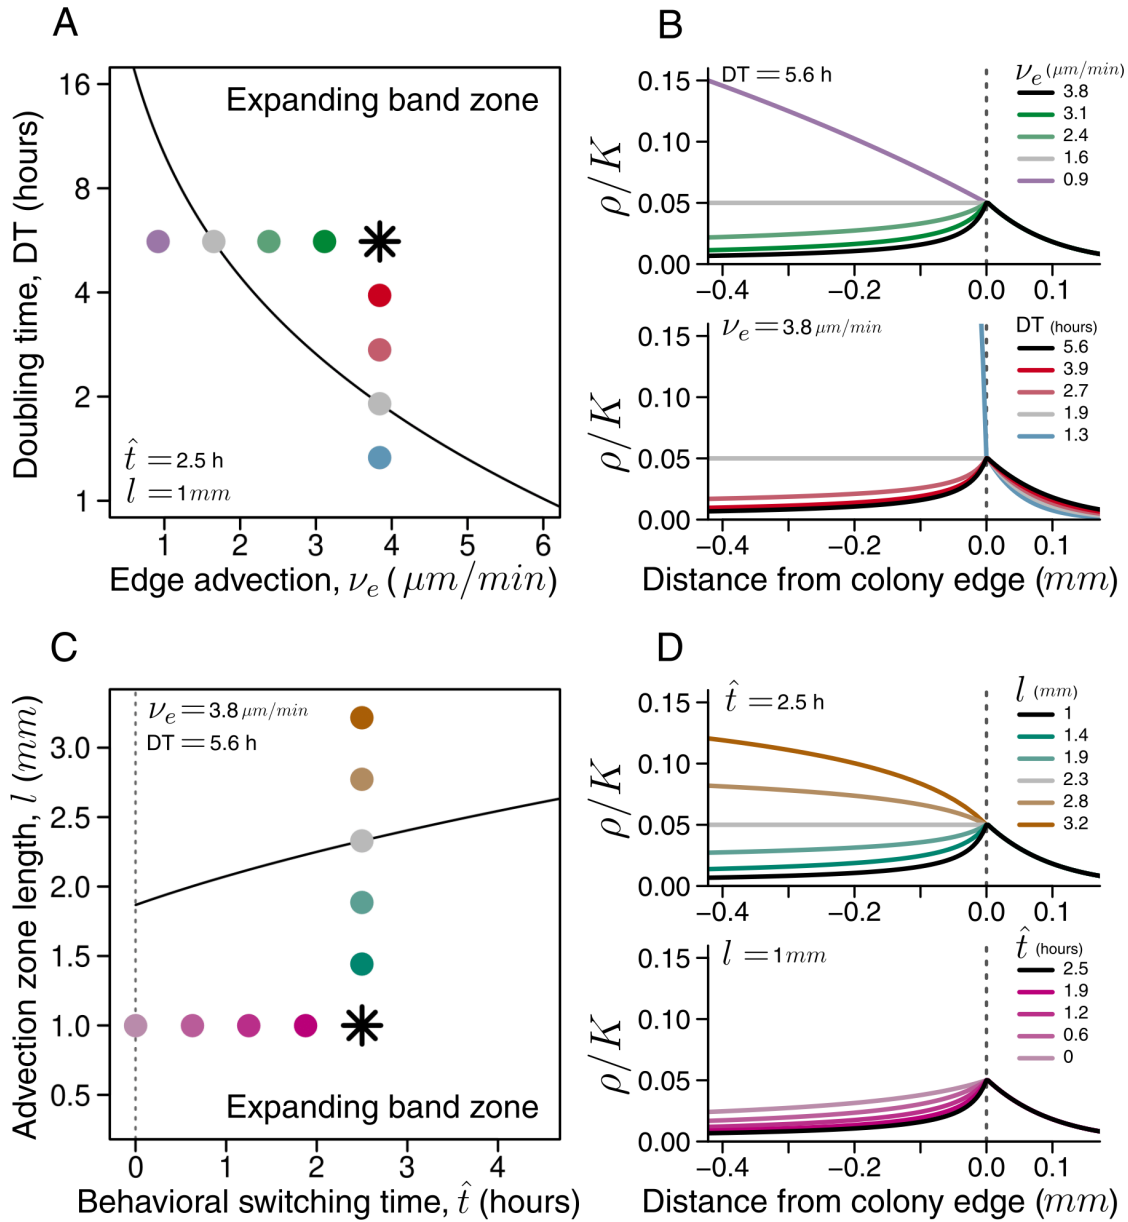 A
Doubling time, DT (hours)
16
8
4
2
1
Expanding band zone
t̂ = 2.5 h
l = 1mm
1 2 3 4 5 6
Edge advection, νe (μm/min)
B
ρ/K
0.15
0.10
0.05
0.00
DT = 5.6 h
νe (μm/min)
3.8
3.1
2.4
1.6
0.9
−0.4 −0.2 0.0 0.1
ρ/K
0.15
0.10
0.05
0.00
νe = 3.8 μm/min
DT (hours)
5.6
3.9
2.7
1.9
1.3
−0.4 −0.2 0.0 0.1
Distance from colony edge (mm)
C
Advection zone length, l (mm)
3.0
2.5
2.0
1.5
1.0
0.5
νe = 3.8 μm/min
DT = 5.6 h
Expanding band zone
0 1 2 3 4
Behavioral switching time, t̂ (hours)
D
ρ/K
0.15
0.10
0.05
0.00
t̂ = 2.5 h
l (mm)
1
1.4
1.9
2.3
2.8
3.2
−0.4 −0.2 0.0 0.1
ρ/K
0.15
0.10
0.05
0.00
l = 1mm
t̂ (hours)
2.5
1.9
1.2
0.6
0
−0.4 −0.2 0.0 0.1
Distance from colony edge (mm)